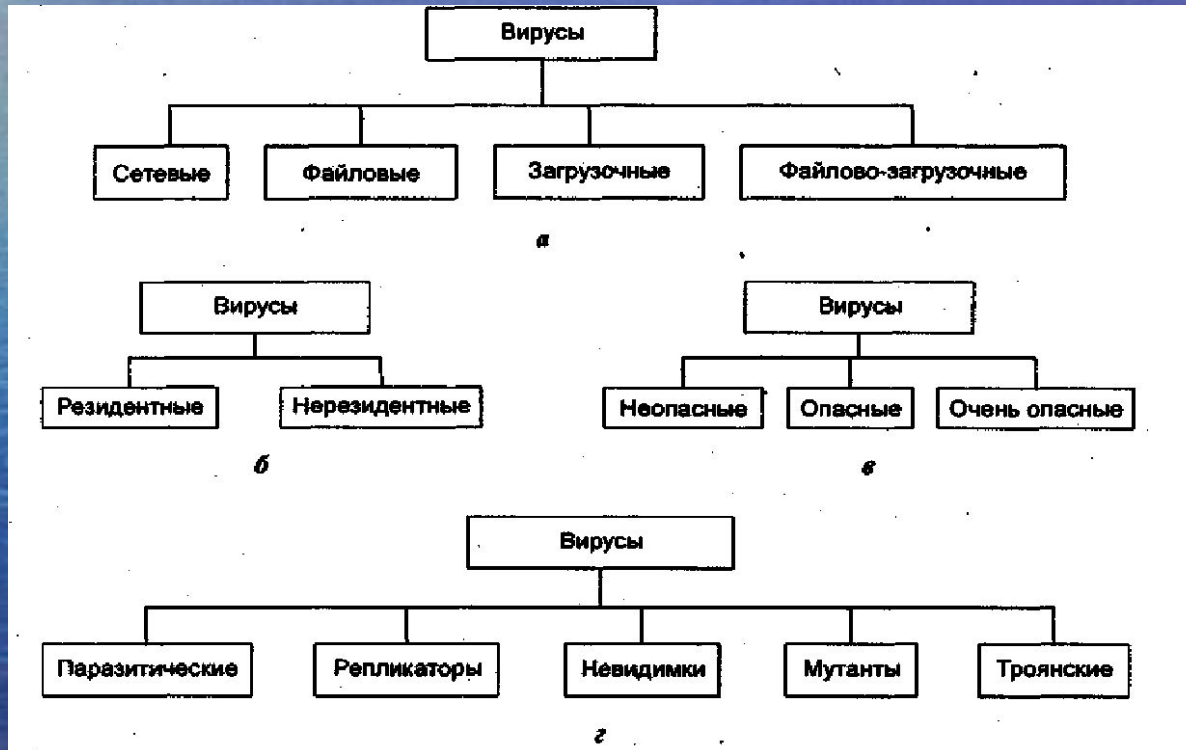 Вирусы
Сетевые Файловые Загрузочные Файлово-загрузочные
а
Вирусы Вирусы
Резидентные Нерезидентные Неопасные Опасные Очень опасные
б в
Вирусы
Паразитические Репликаторы Невидимки Мутанты Троянские
г